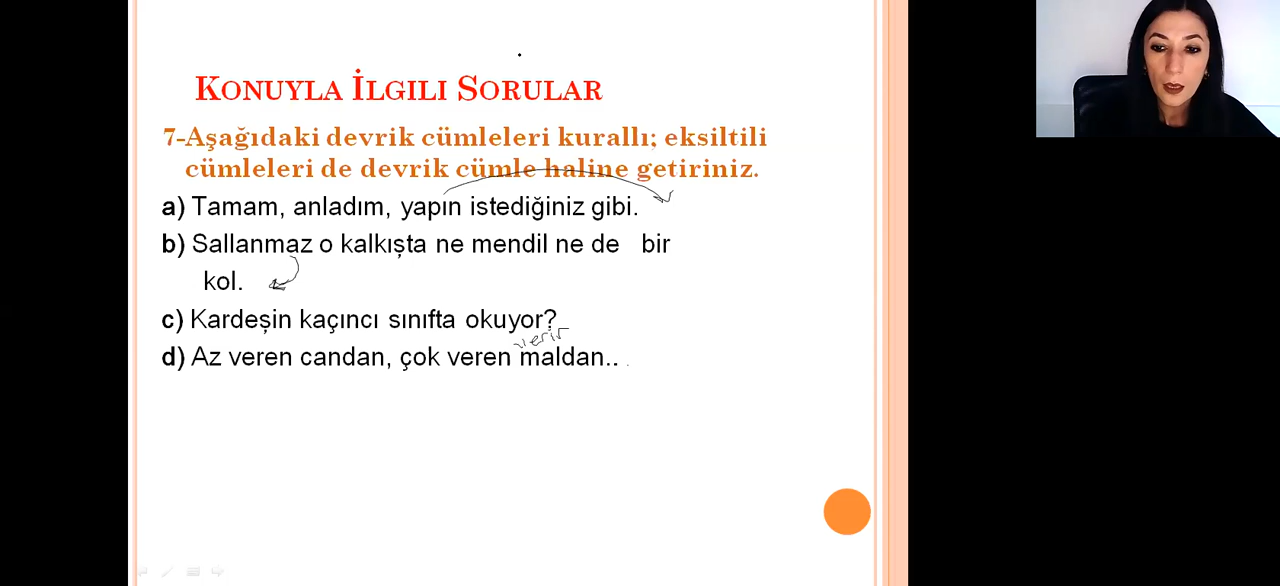 KONUYLA İLGILI SORULAR
7-Aşağıdaki devrik cümleleri kurallı; eksiltili
cümleleri de devrik cümle haline getiriniz.
a) Tamam, anladım, yapın istediğiniz gibi.
b) Sallanmaz o kalkışta ne mendil ne de bir
kol.
c) Kardeşin kaçıncı sınıfta okuyor?
verir
d) Az veren candan, çok veren maldan..